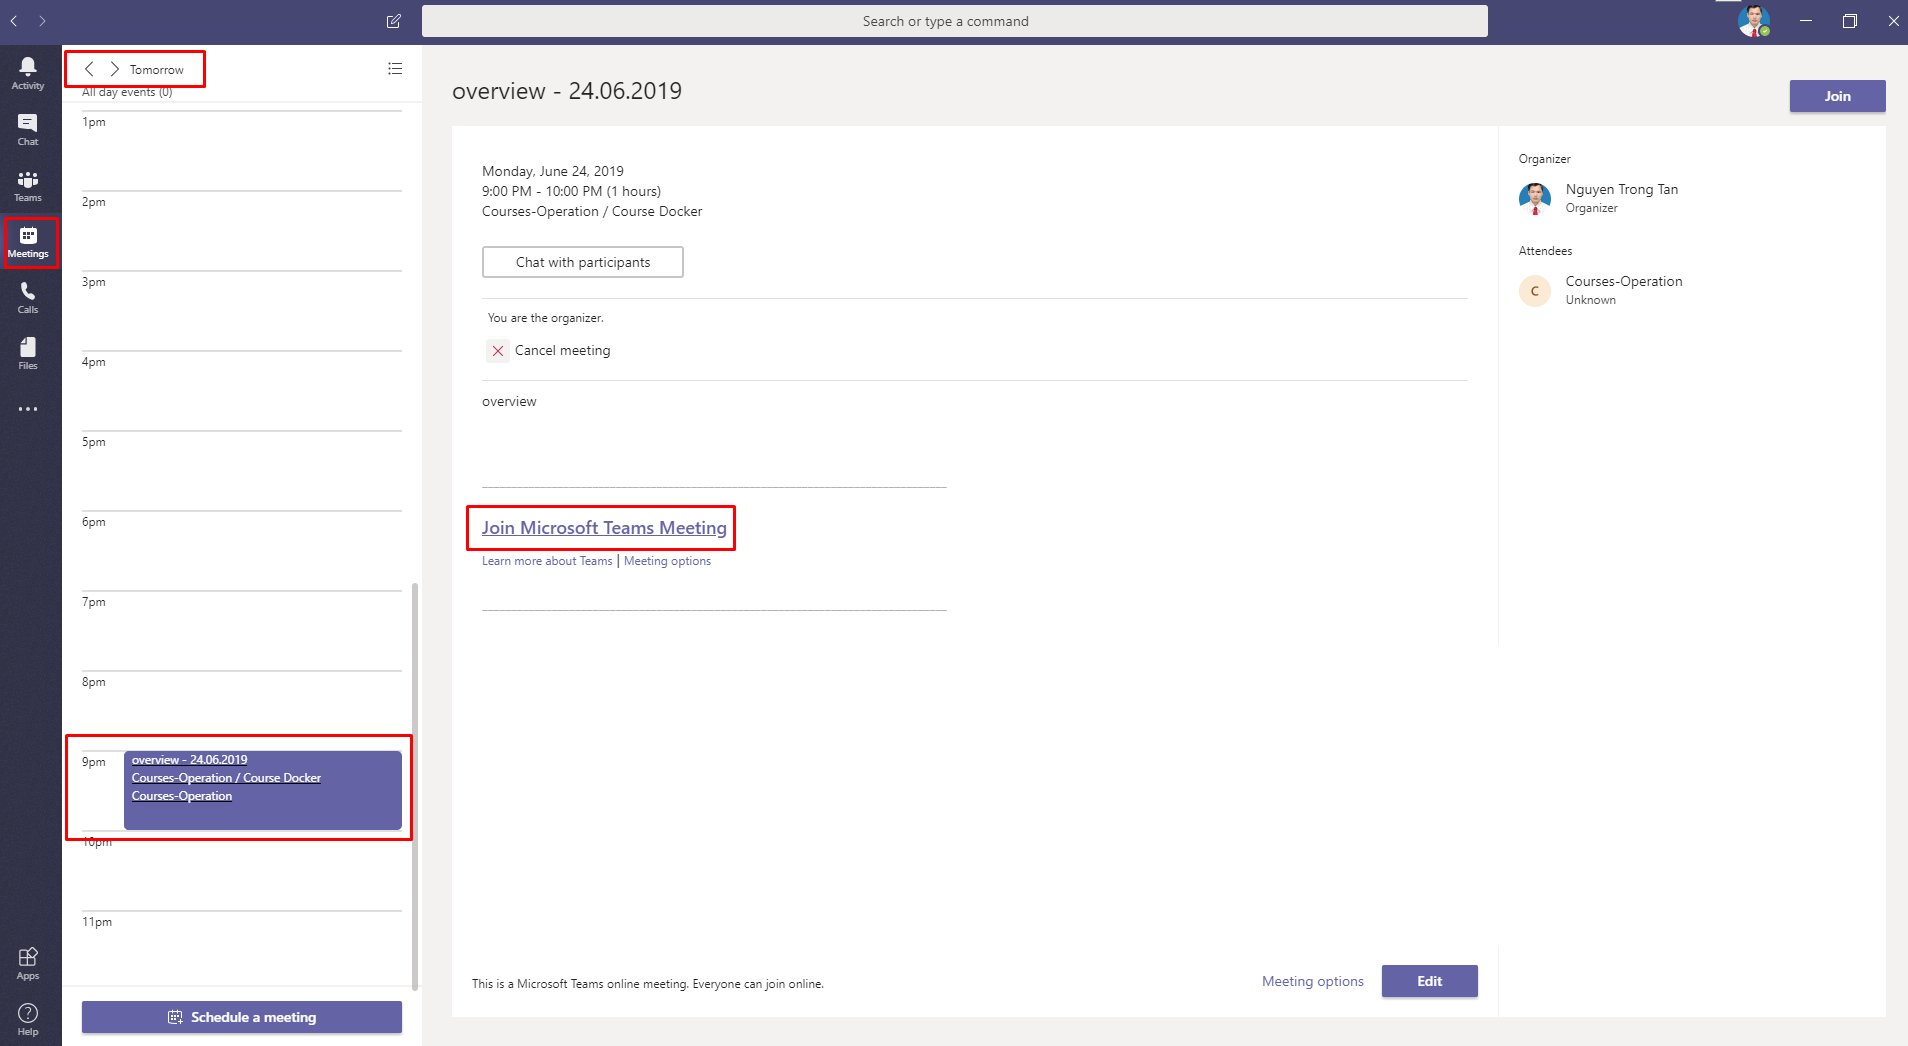 Search or type a command
Activity
Chat
Teams
Meetings
Calls
Files
Apps
Help
Tomorrow
All day events (0)
1pm
2pm
3pm
4pm
5pm
6pm
7pm
8pm
9pm
overview - 24.06.2019
Courses-Operation / Course Docker
Courses-Operation
10pm
11pm
Schedule a meeting
overview - 24.06.2019
Join
Monday, June 24, 2019
9:00 PM - 10:00 PM (1 hours)
Courses-Operation / Course Docker
Chat with participants
You are the organizer.
Cancel meeting
overview
Join Microsoft Teams Meeting
Learn more about Teams | Meeting options
This is a Microsoft Teams online meeting. Everyone can join online.
Meeting options
Edit
Organizer
Nguyen Trong Tan
Organizer
Attendees
C
Courses-Operation
Unknown